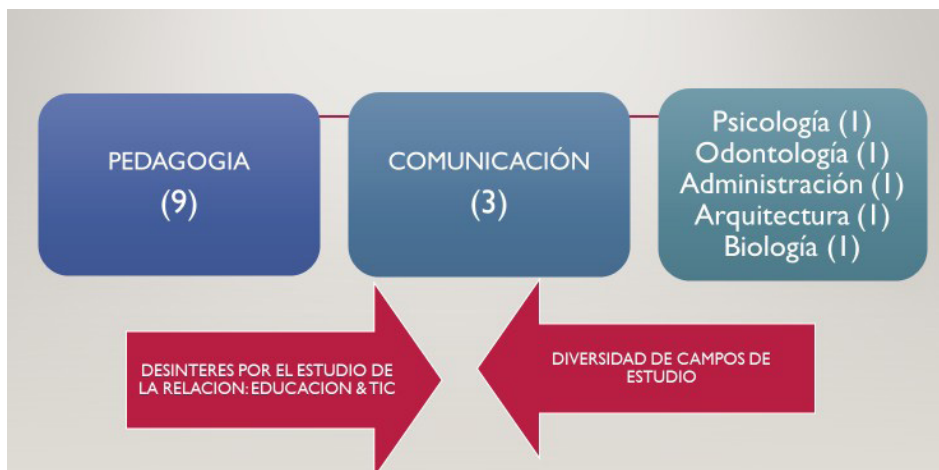 PEDAGOGIA
(9)
COMUNICACIÓN
(3)
Psicología (1)
Odontología (1)
Administración (1)
Arquitectura (1)
Biología (1)
DESINTERES POR EL ESTUDIO DE
LA RELACION: EDUCACION & TIC
DIVERSIDAD DE CAMPOS DE
ESTUDIO